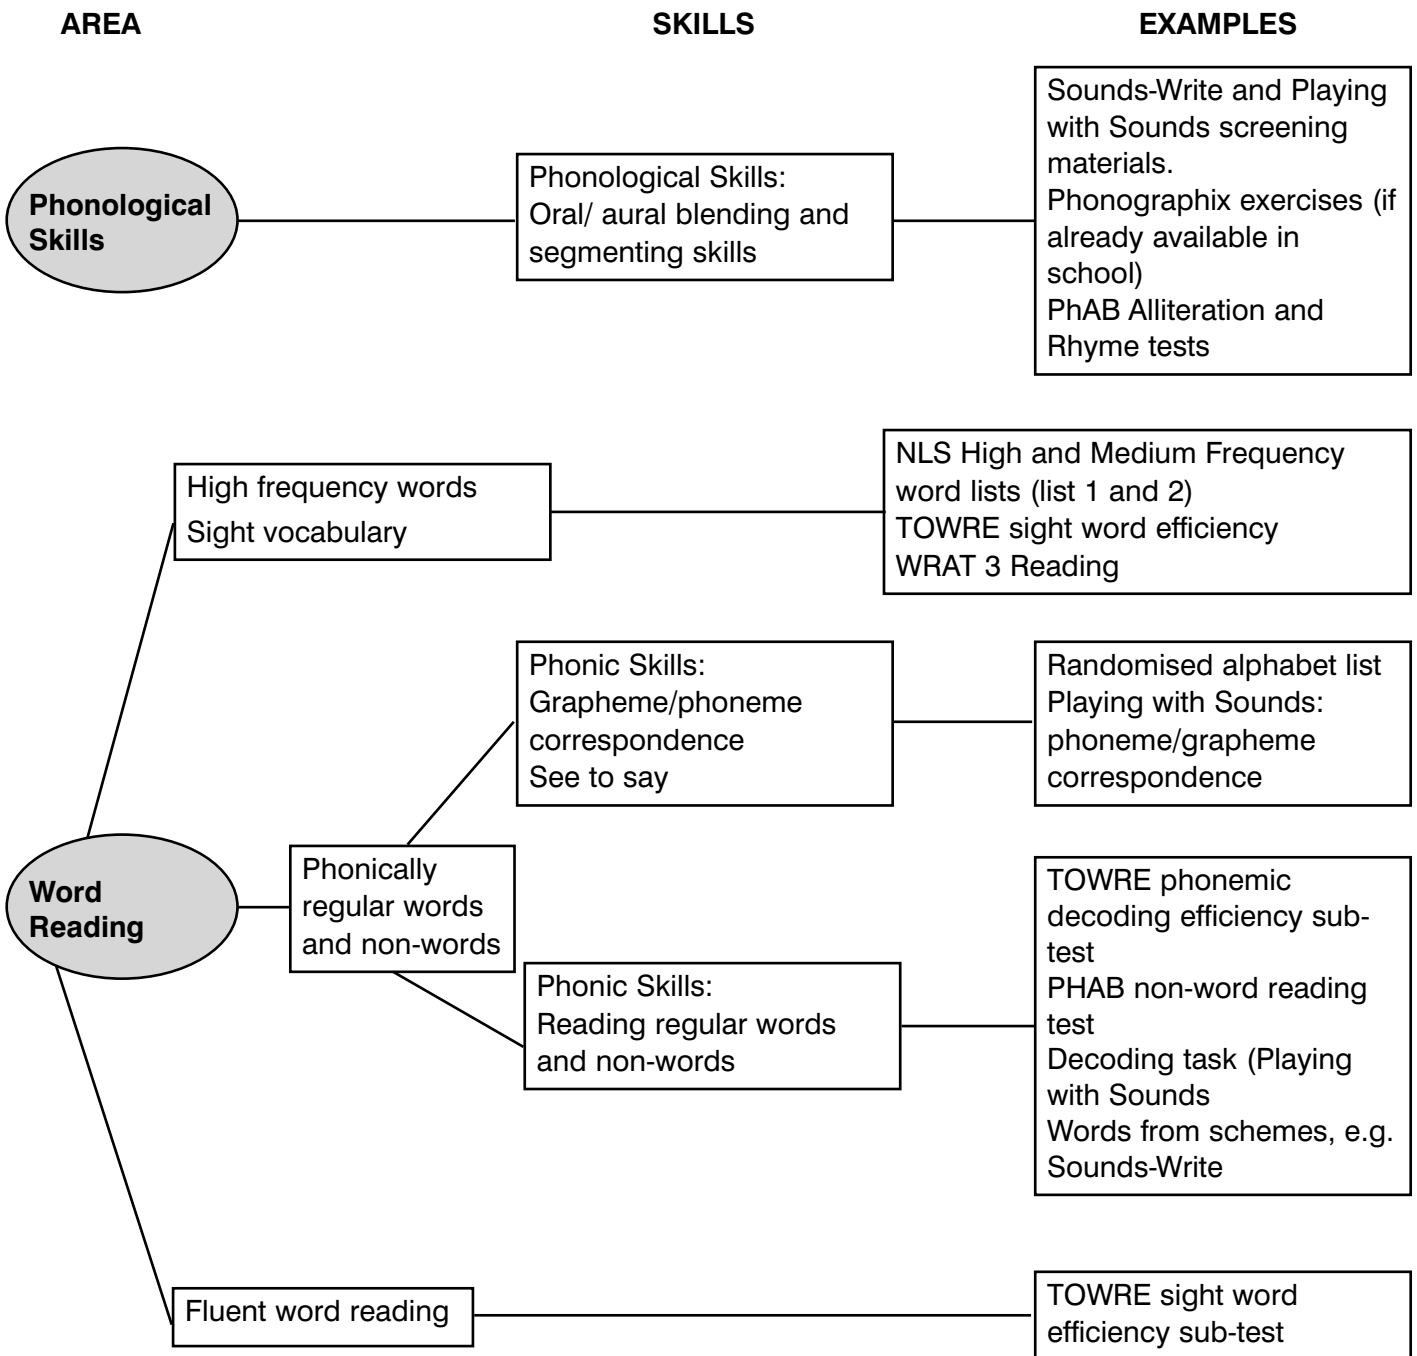 AREA
SKILLS
EXAMPLES
Phonological
Skills
Phonological Skills:
Oral/ aural blending and
segmenting skills
Sounds-Write and Playing
with Sounds screening
materials.
Phonographix exercises (if
already available in
school)
PhAB Alliteration and
Rhyme tests
Word
Reading
High frequency words
Sight vocabulary
NLS High and Medium Frequency
word lists (list 1 and 2)
TOWRE sight word efficiency
WRAT 3 Reading
Phonically
regular words
and non-words
Phonic Skills:
Grapheme/phoneme
correspondence
See to say
Randomised alphabet list
Playing with Sounds:
phoneme/grapheme
correspondence
Phonic Skills:
Reading regular words
and non-words
TOWRE phonemic
decoding efficiency sub-
test
PHAB non-word reading
test
Decoding task (Playing
with Sounds
Words from schemes, e.g.
Sounds-Write
Fluent word reading
TOWRE sight word
efficiency sub-test